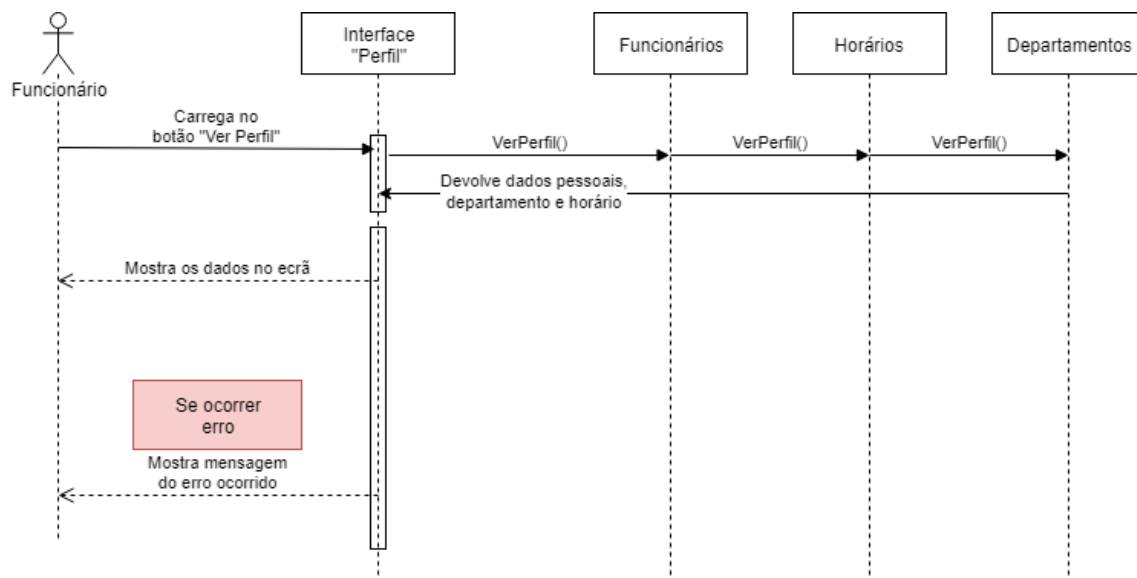 Interface
"Perfil"
Funcionários
Horários
Departamentos
Funcionário
Carrega no
botão "Ver Perfil"
VerPerfil()
VerPerfil()
VerPerfil()
Devolve dados pessoais,
departamento e horário
Mostra os dados no ecrã
Se ocorrer
erro
Mostra mensagem
do erro ocorrido